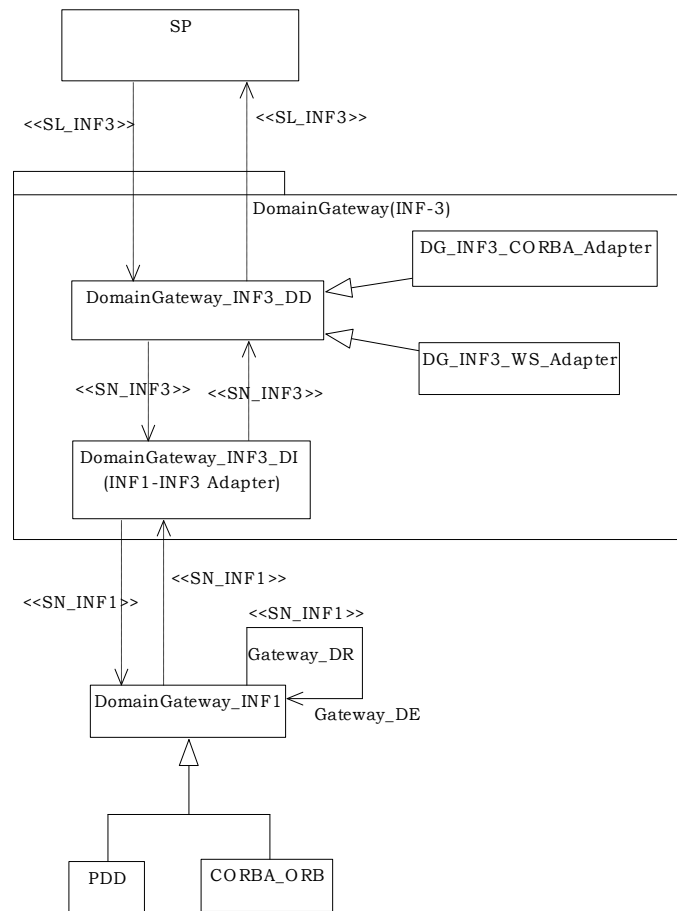 SP
<<SL_INF3>>
<<SL_INF3>>
DomainGateway(INF-3)
DG_INF3_CORBA_Adapter
DomainGateway_INF3_DD
DG_INF3_WS_Adapter
<<SN_INF3>>
<<SN_INF3>>
DomainGateway_INF3_DI
(INF1-INF3 Adapter)
<<SN_INF1>>
<<SN_INF1>>
<<SN_INF1>>
Gateway_DR
DomainGateway_INF1
Gateway_DE
PDD
CORBA_ORB